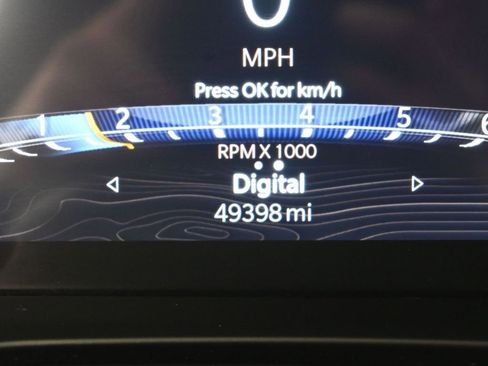 0
MPH
Press OK for km/h
1 2 3 4 5 6
RPM X 1000
Digital
49398 mi